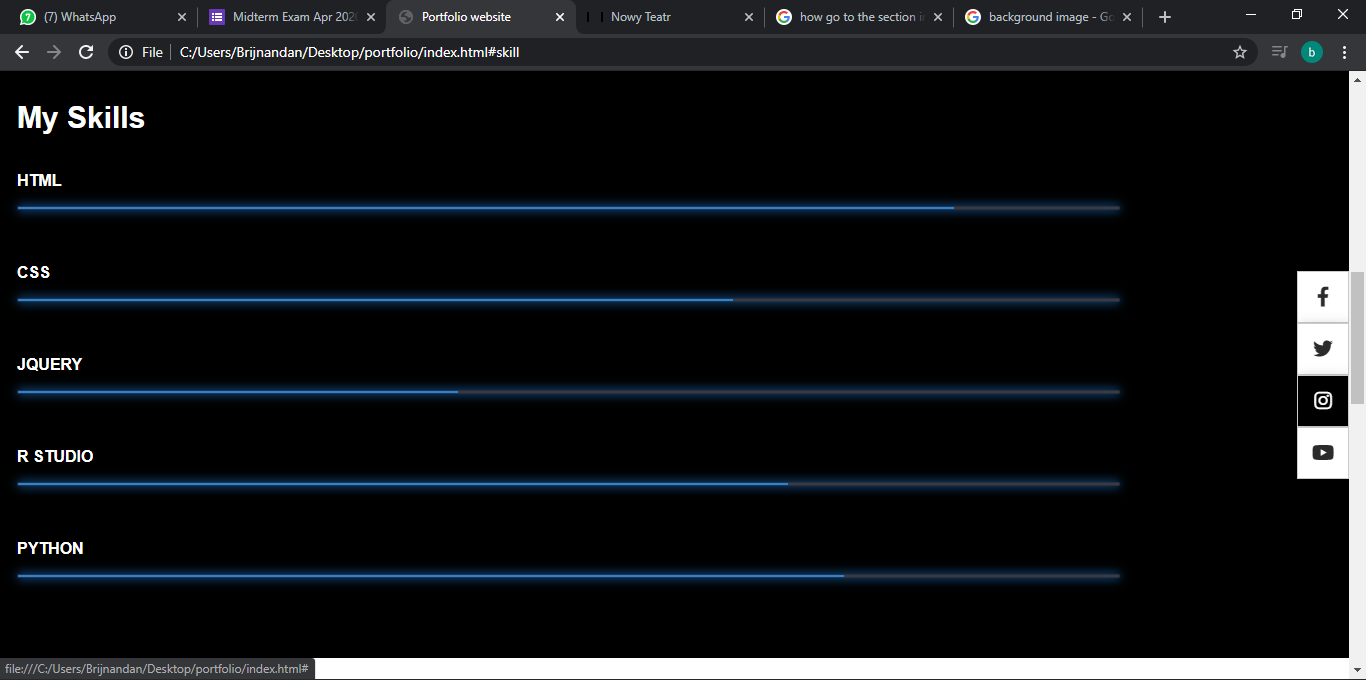 (7) WhatsApp
Midterm Exam Apr 202
Portfolio website
Nowy Teatr
how go to the section i
background image - Go
File
C:/Users/Brijnandan/Desktop/portfolio/index.html#skill
b
My Skills
HTML
CSS
JQUERY
R STUDIO
PYTHON
file:///C:/Users/Brijnandan/Desktop/portfolio/index.html#